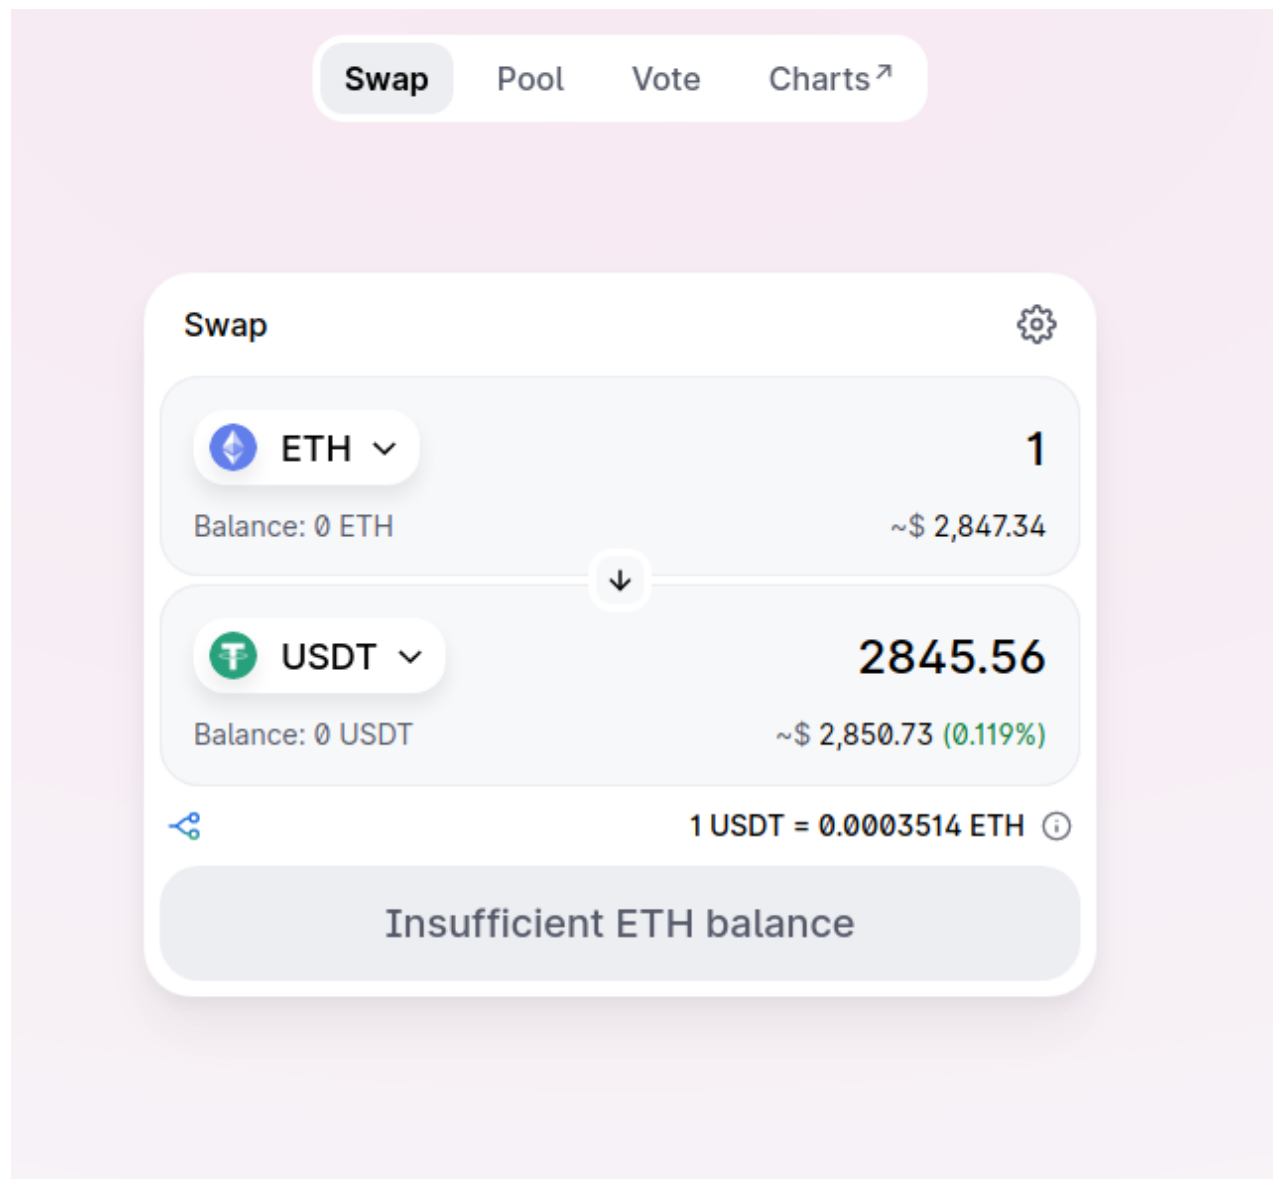 Swap Pool Vote Charts↗
Swap
ETH 1
Balance: 0 ETH ~$ 2,847.34
USDT 2845.56
Balance: 0 USDT ~$ 2,850.73 (0.119%)
1 USDT = 0.0003514 ETH
Insufficient ETH balance